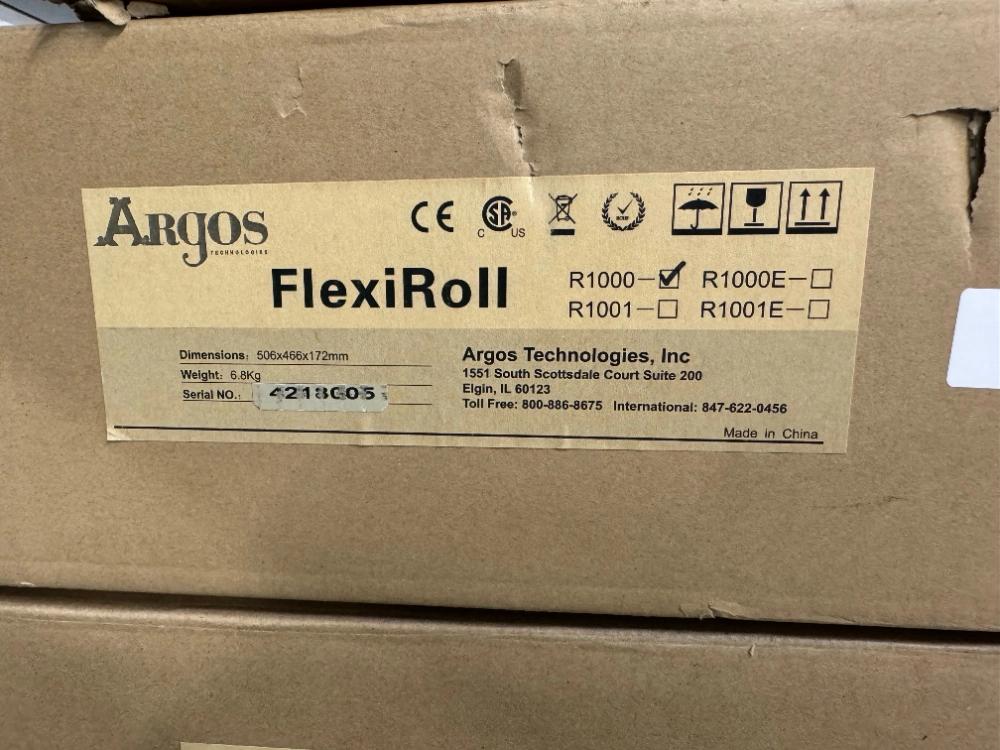 ARGOS
TECHNOLOGIES
CE
SA
C US
FlexiRoll
R1000— R1000E—
R1001— R1001E—
Dimensions: 506x466x172mm
Weight: 6.8Kg
Serial NO.:
Argos Technologies, Inc
1551 South Scottsdale Court Suite 200
Elgin, IL 60123
Toll Free: 800-886-8675 International: 847-622-0456
Made in China